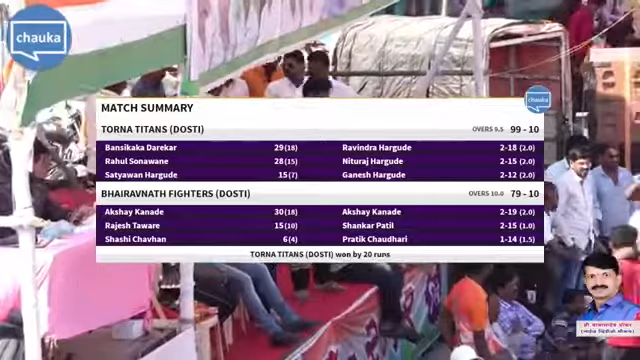 chauka
chauka
MATCH SUMMARY
TORNA TITANS (DOSTI) OVERS 9.5 99 - 10
Bansikaka Darekar 29(18) Ravindra Hargude 2-18 (2.0)
Rahul Sonawane 28(15) Nituraj Hargude 2-15 (2.0)
Satyawan Hargude 15(7) Ganesh Hargude 2-12 (2.0)
BHAIRAVNATH FIGHTERS (DOSTI) OVERS 10.0 79 - 10
Akshay Kanade 30(18) Akshay Kanade 2-19 (2.0)
Rajesh Taware 15(10) Shankar Patil 2-15 (1.0)
Shashi Chavhan 6(4) Pratik Chaudhari 1-14 (1.5)
TORNA TITANS (DOSTI) won by 20 runs